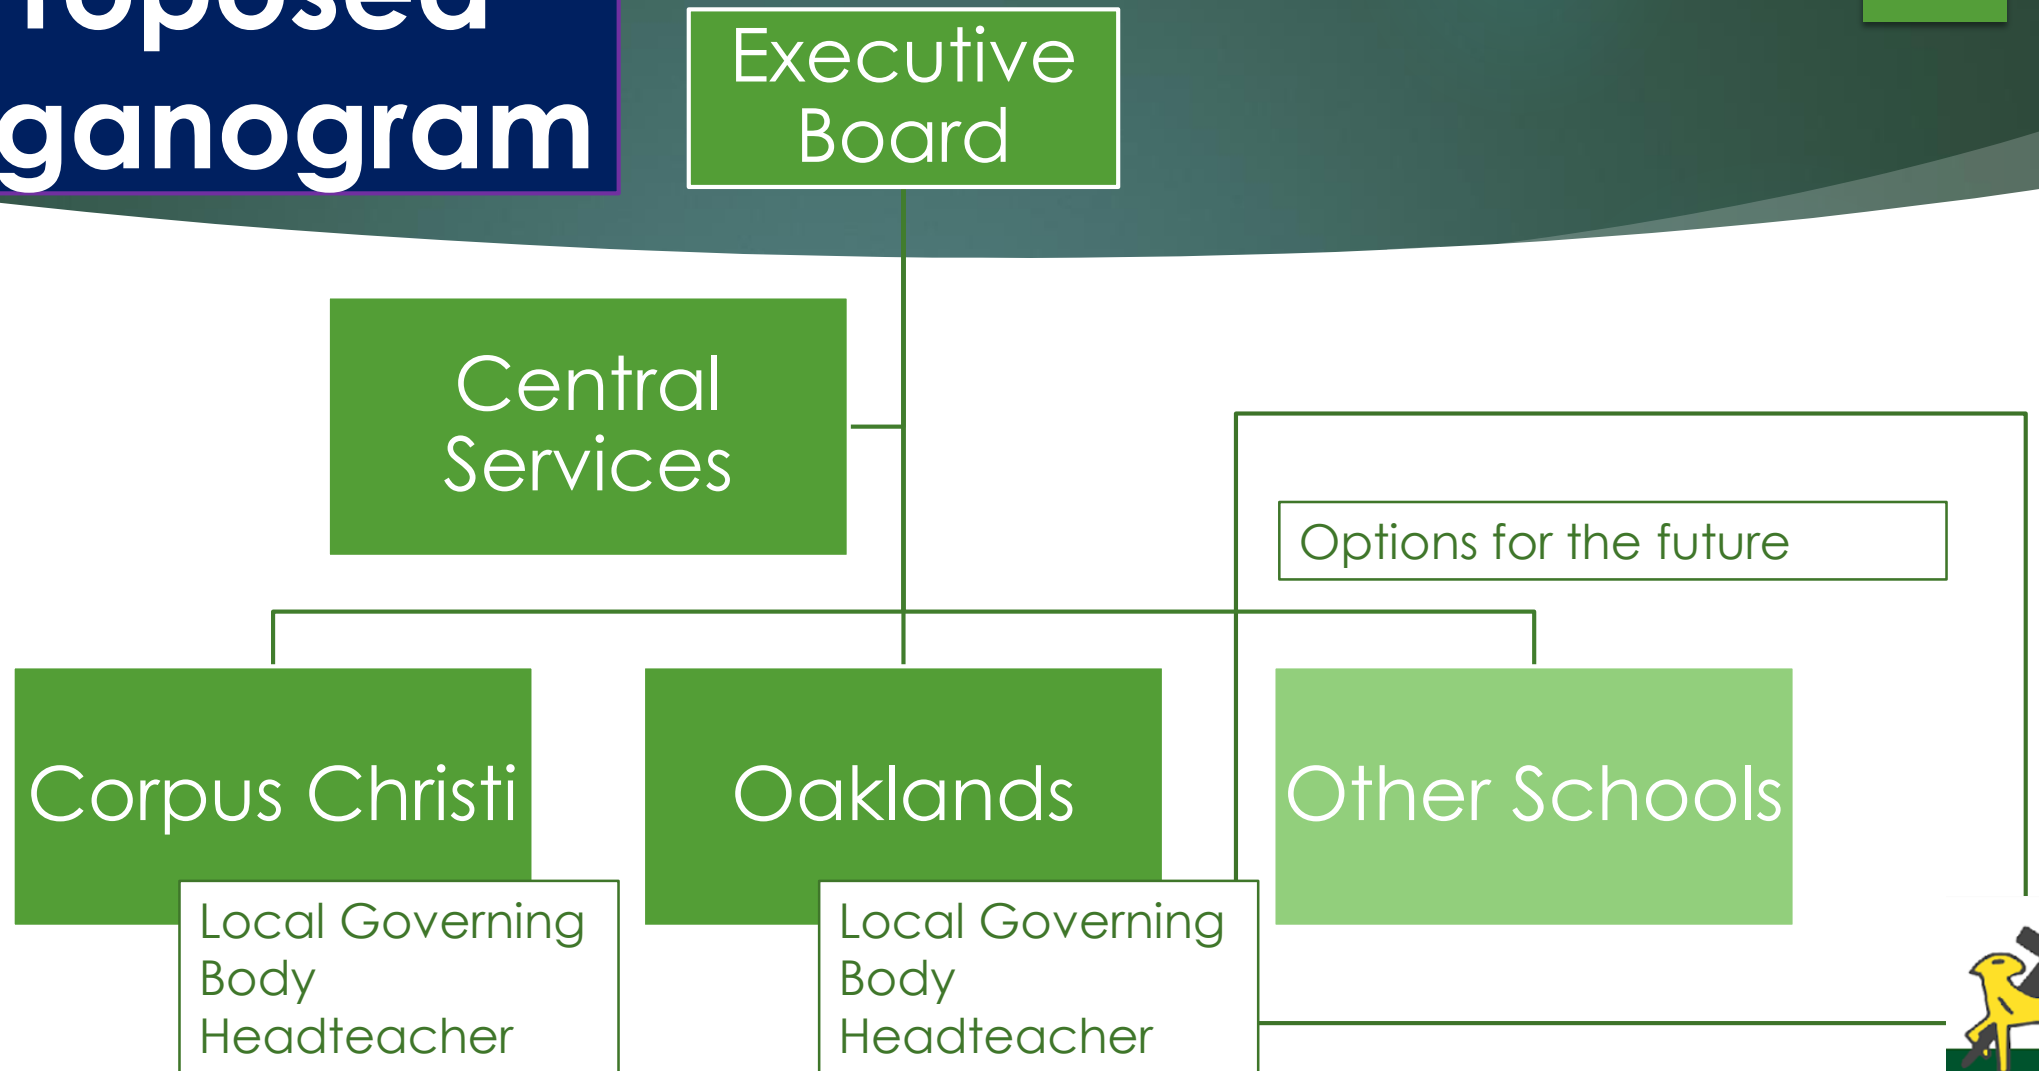 roposed
ganogram
Executive
Board
Central
Services
Options for the future
Corpus Christi
Oaklands
Other Schools
Local Governing
Body
Headteacher
Local Governing
Body
Headteacher